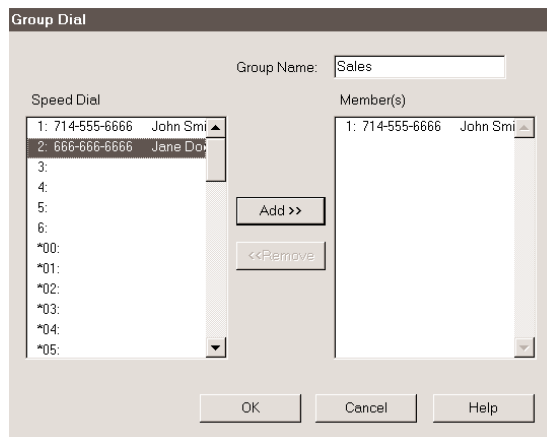 Group Dial
Group Name: Sales
Speed Dial
1: 714-555-6666 John Smi
2: 666-666-6666 Jane Do
3:
4:
5:
6:
*00:
*01:
*02:
*03:
*04:
*05:
Add >>
<<Remove
Member(s)
1: 714-555-6666 John Smi
OK Cancel Help